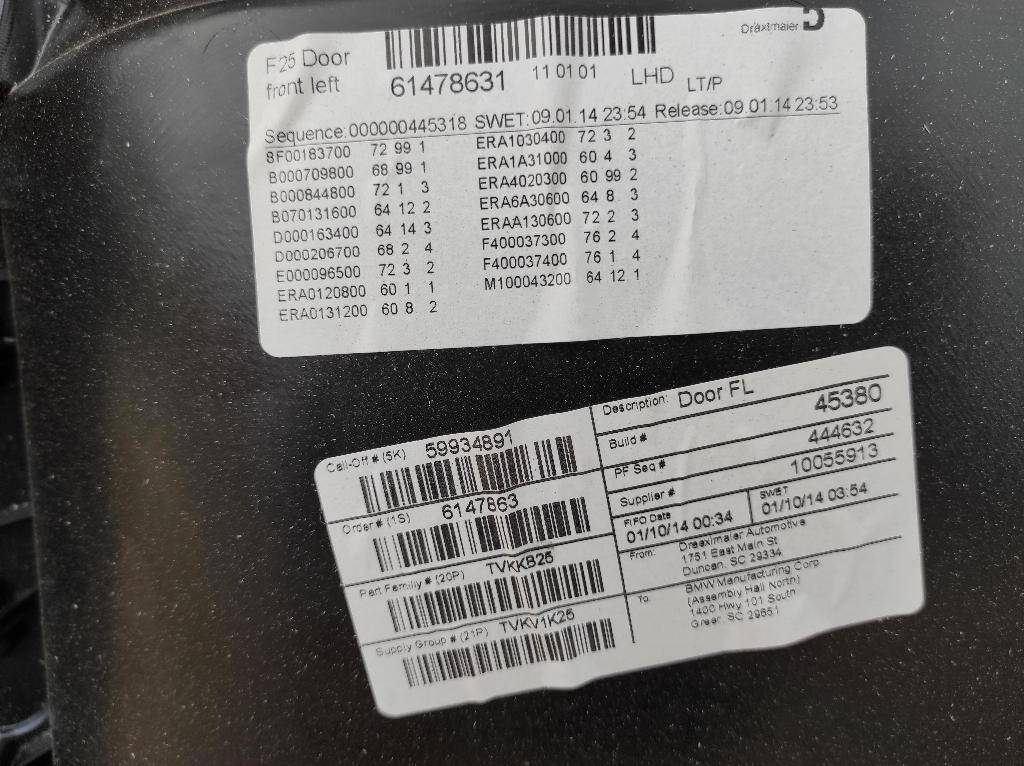 F25 Door
front left
61478631
11 01 01
LHD
LT/P
Draxlmaier D
Sequence:000000445318 SWET:09.01.14 23:54 Release:09.01.14 23:53
8F00183700 72 99 1
B000709800 68 99 1
B000844800 72 1 3
B070131600 64 12 2
D000163400 64 14 3
D000206700 68 2 4
E000096500 72 3 2
ERA0120800 60 1 1
ERA0131200 60 8 2
ERA1030400 72 3 2
ERA1A31000 60 4 3
ERA4020300 60 99 2
ERA6A30600 64 8 3
ERAA130600 72 2 3
F400037300 76 2 4
F400037400 76 1 4
M100043200 64 12 1
Call-Off # (5K) 59934891
Order# (1S) 6147863
Part Family # (20P) TVKKB25
Supply Group # (21P) TVKV1K25
Description: Door FL
Build # 45380
PF Seq # 444632
Supplier # 10055913
FIFO Date
01/10/14 00:34
SWET
01/10/14 03:54
From: Draexlmaier Automotive
1751 East Main St
Duncan, SC 29334
To: BMW Manufacturing Corp
(Assembly Hall North)
1400 Hwy 101 South
Greer, SC 29651